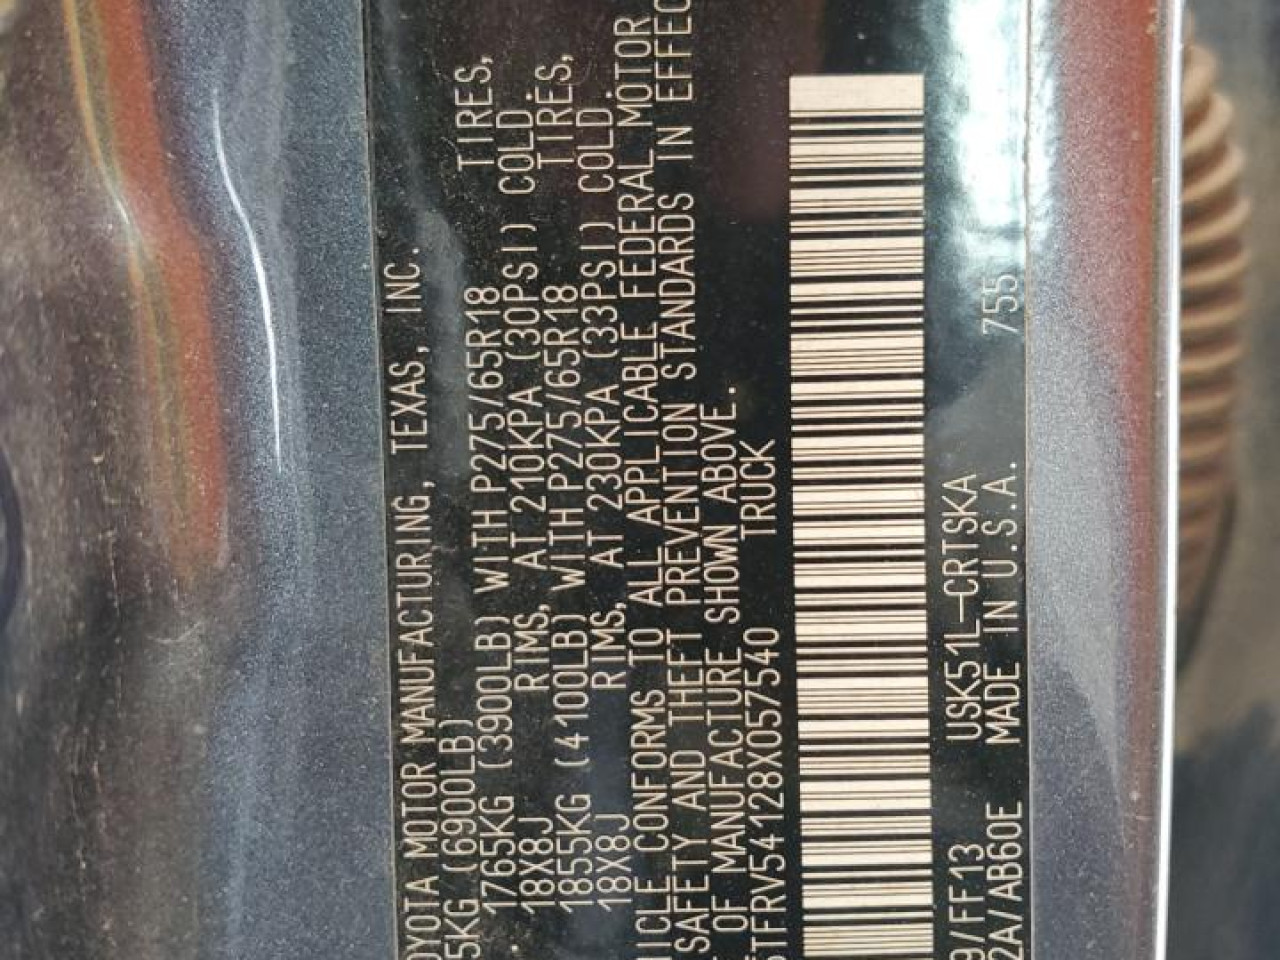 OYOTA MOTOR MANUFACTURING, TEXAS, INC.
5KG (6900LB)
1765KG (3900LB) WITH P275/65R18 TIRES,
18X8J RIMS, AT 210KPA (30PSI) COLD.
1855KG (4100LB) WITH P275/65R18 TIRES,
18X8J RIMS, AT 230KPA (33PSI) COLD.
HICLE CONFORMS TO ALL APPLICABLE FEDERAL MOTOR
SAFETY AND THEFT PREVENTION STANDARDS IN EFFEC
E OF MANUFACTURE SHOWN ABOVE.
5TFRV54128X057540 TRUCK
9/FF13 USK51L-CRTSKA
2A/AB60E MADE IN U.S.A. 755